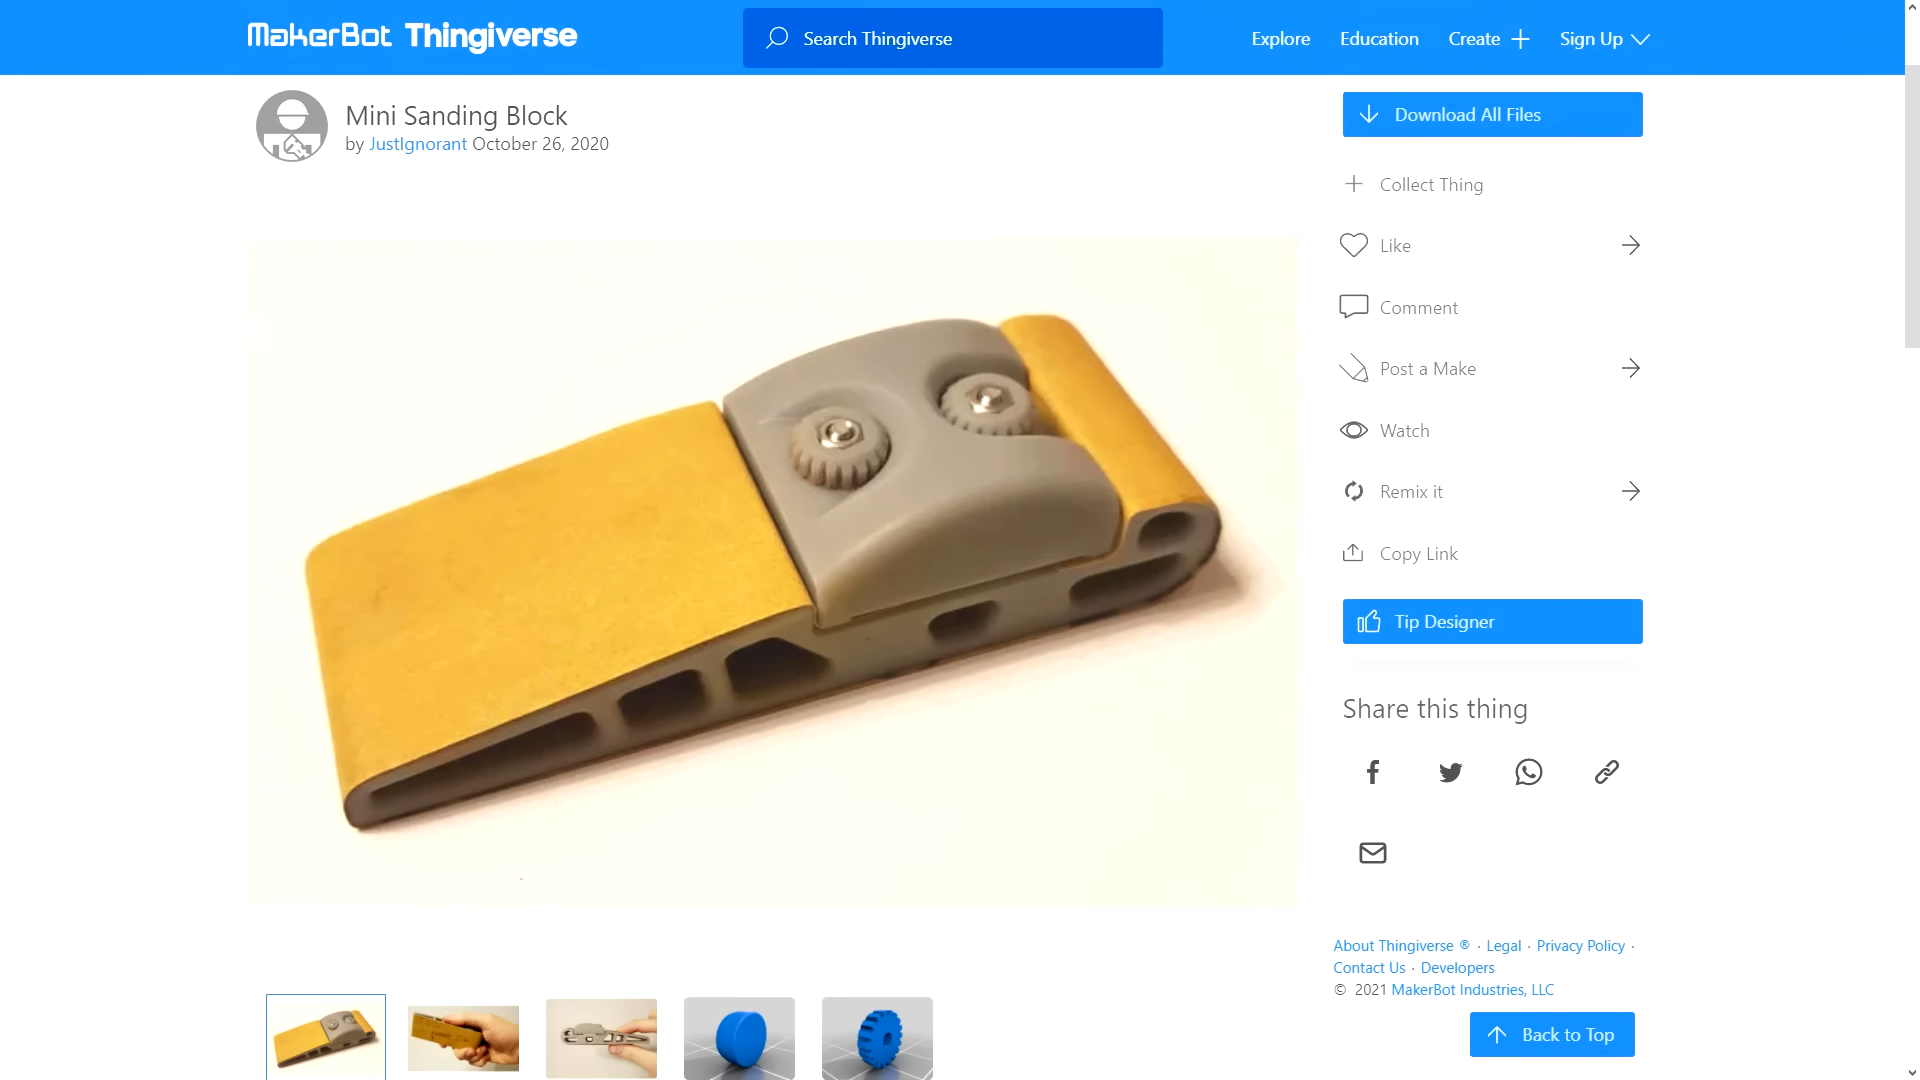 MakerBot Thingiverse
Search Thingiverse
Explore
Education
Create
Sign Up
Mini Sanding Block
by JustIgnorant October 26, 2020
Download All Files
Collect Thing
Like
Comment
Post a Make
Watch
Remix it
Copy Link
Tip Designer
Share this thing
About Thingiverse ® · Legal · Privacy Policy ·
Contact Us · Developers
© 2021 MakerBot Industries, LLC
Back to Top